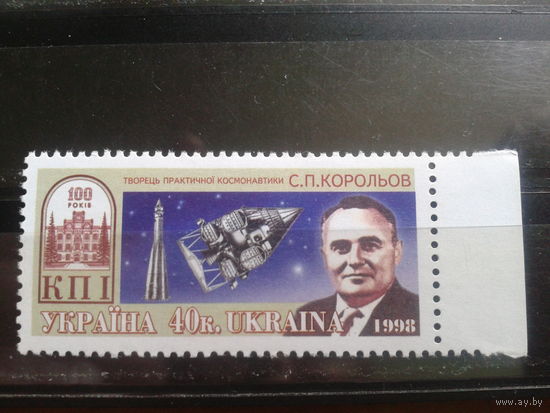 ТВОРЕЦЬ ПРАКТИЧНОЇ КОСМОНАВТИКИ С.П.КОРОЛЬОВ
100
РОКІВ
КПІ
УКРАЇНА 40к. UKRAINA 1998
www.ay.by